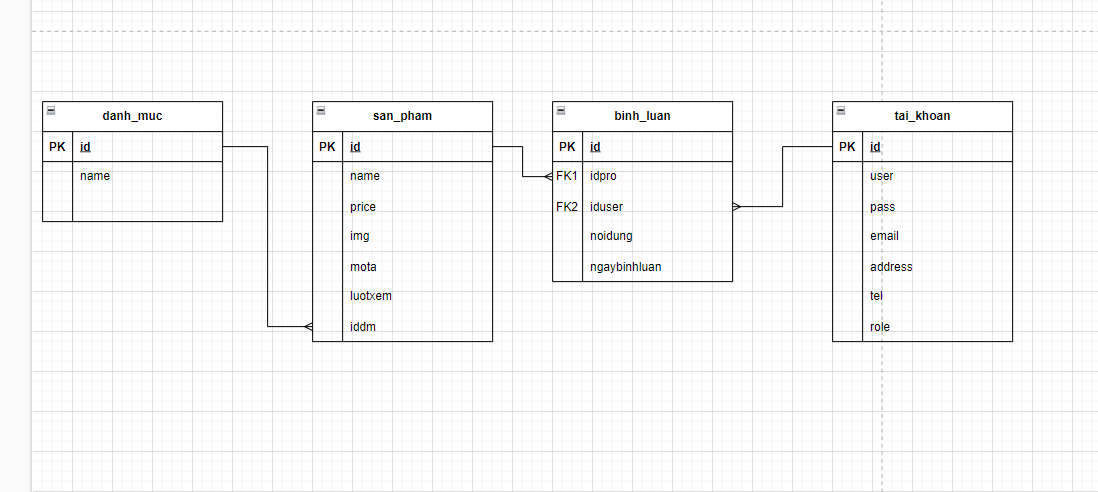 danh_muc
PK id
name
san_pham
PK id
name
price
img
mota
luotxem
iddm
binh_luan
PK id
FK1 idpro
FK2 iduser
noidung
ngaybinhluan
tai_khoan
PK id
user
pass
email
address
tel
role